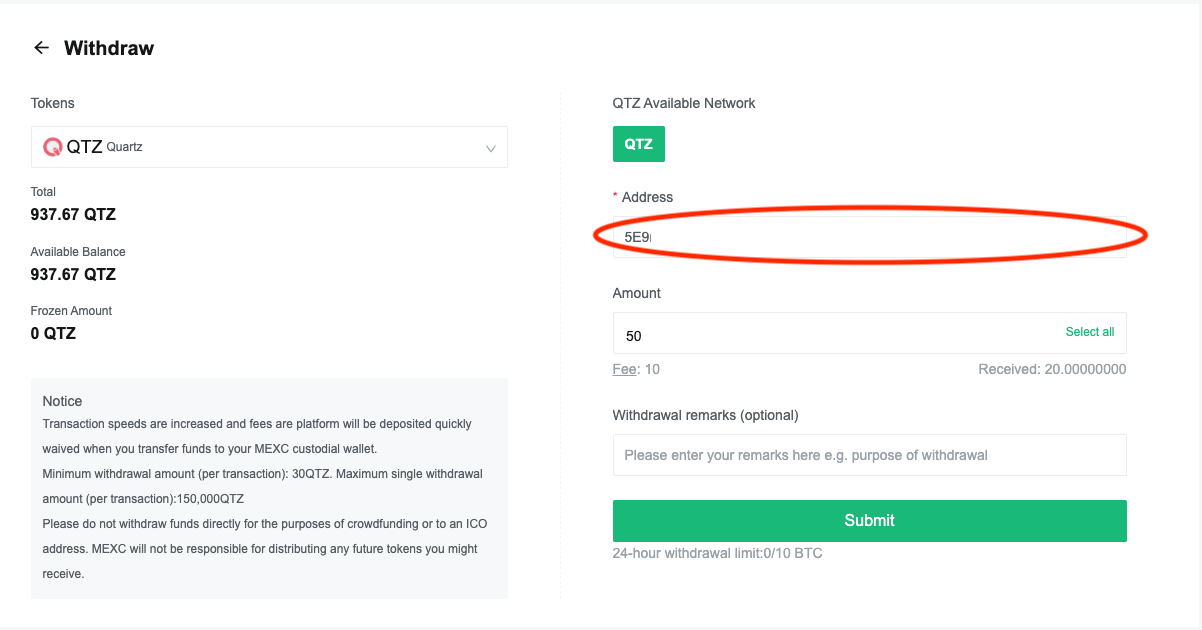 Withdraw
Tokens
QTZ Quartz
Total
937.67 QTZ
Available Balance
937.67 QTZ
Frozen Amount
0 QTZ
Notice
Transaction speeds are increased and fees are platform will be deposited quickly
waived when you transfer funds to your MEXC custodial wallet.
Minimum withdrawal amount (per transaction): 30QTZ. Maximum single withdrawal
amount (per transaction):150,000QTZ
Please do not withdraw funds directly for the purposes of crowdfunding or to an ICO
address. MEXC will not be responsible for distributing any future tokens you might
receive.
QTZ Available Network
QTZ
* Address
5E9
Amount
50 Select all
Fee: 10 Received: 20.00000000
Withdrawal remarks (optional)
Please enter your remarks here e.g. purpose of withdrawal
Submit
24-hour withdrawal limit:0/10 BTC